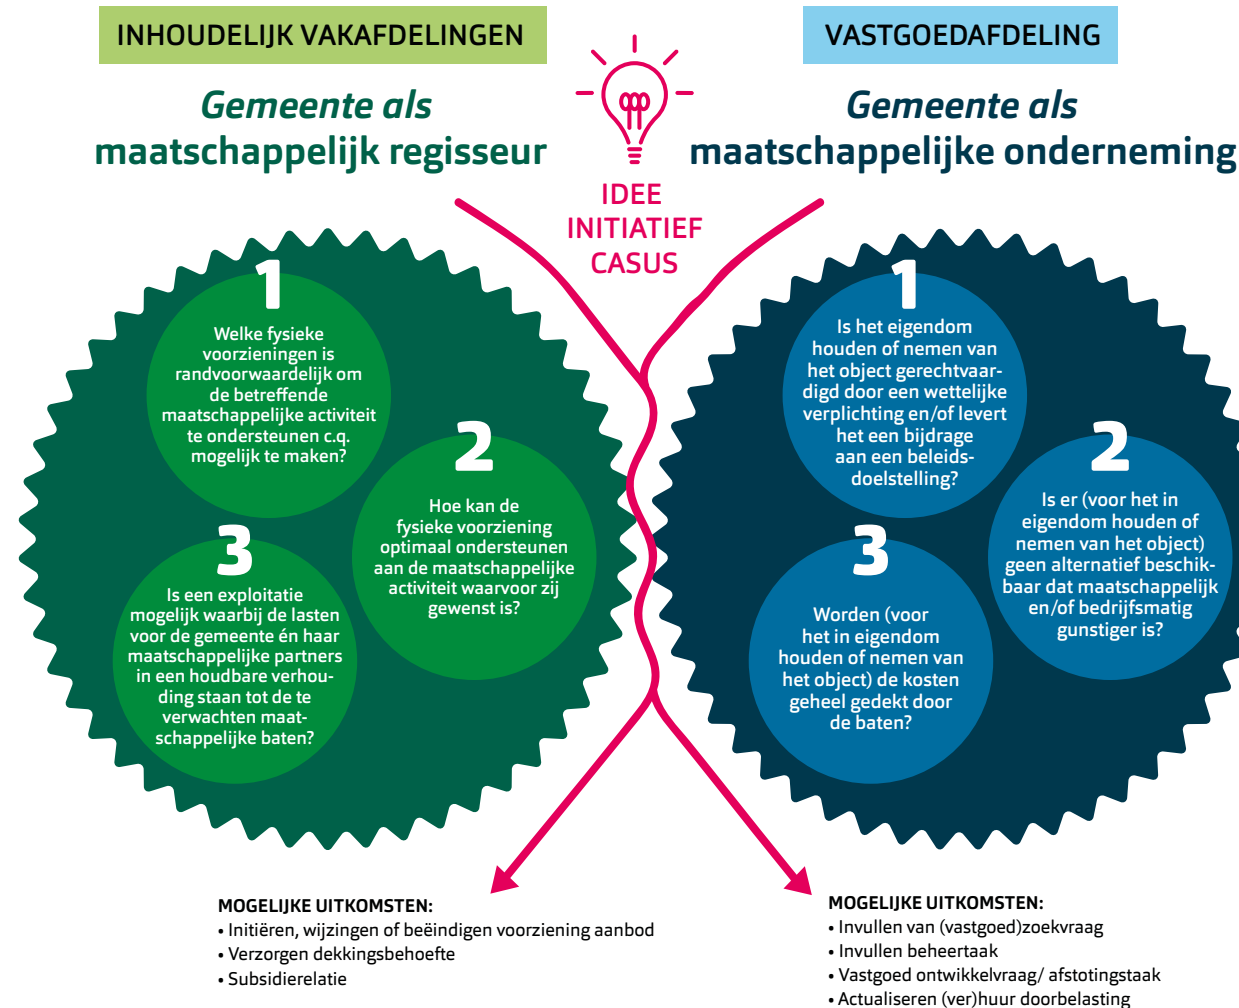 INHOUDELIJK VAKAFDELINGEN
Gemeente als
maatschappelijk regisseur
VASTGOEDAFDELING
Gemeente als
maatschappelijke onderneming
IDEE
INITIATIEF
CASUS
1
Welke fysieke
voorzieningen is
randvoorwaardelijk om
de betreffende
maatschappelijke activiteit
te ondersteunen c.q.
mogelijk te maken?
2
Hoe kan de
fysieke voorziening
optimaal ondersteunen
aan de maatschappelijke
activiteit waarvoor zij
gewenst is?
3
Is een exploitatie
mogelijk waarbij de lasten
voor de gemeente én haar
maatschappelijke partners
in een houdbare verhou-
ding staan tot de te
verwachten maat-
schappelijke baten?
1
Is het eigendom
houden of nemen van
het object gerechtvaar-
digd door een wettelijke
verplichting en/of levert
het een bijdrage
aan een beleids-
doelstelling?
2
Is er (voor het in
eigendom houden of
nemen van het object)
geen alternatief beschik-
baar dat maatschappelijk
en/of bedrijfsmatig
gunstiger is?
3
Worden (voor
het in eigendom
houden of nemen van
het object) de kosten
geheel gedekt door
de baten?
MOGELIJKE UITKOMSTEN:
• Initiëren, wijzingen of beëindigen voorziening aanbod
• Verzorgen dekkingsbehoefte
• Subsidierelatie
MOGELIJKE UITKOMSTEN:
• Invullen van (vastgoed)zoekvraag
• Invullen beheertaak
• Vastgoed ontwikkelvraag/ afstotingstaak
• Actualiseren (ver)huur doorbelasting